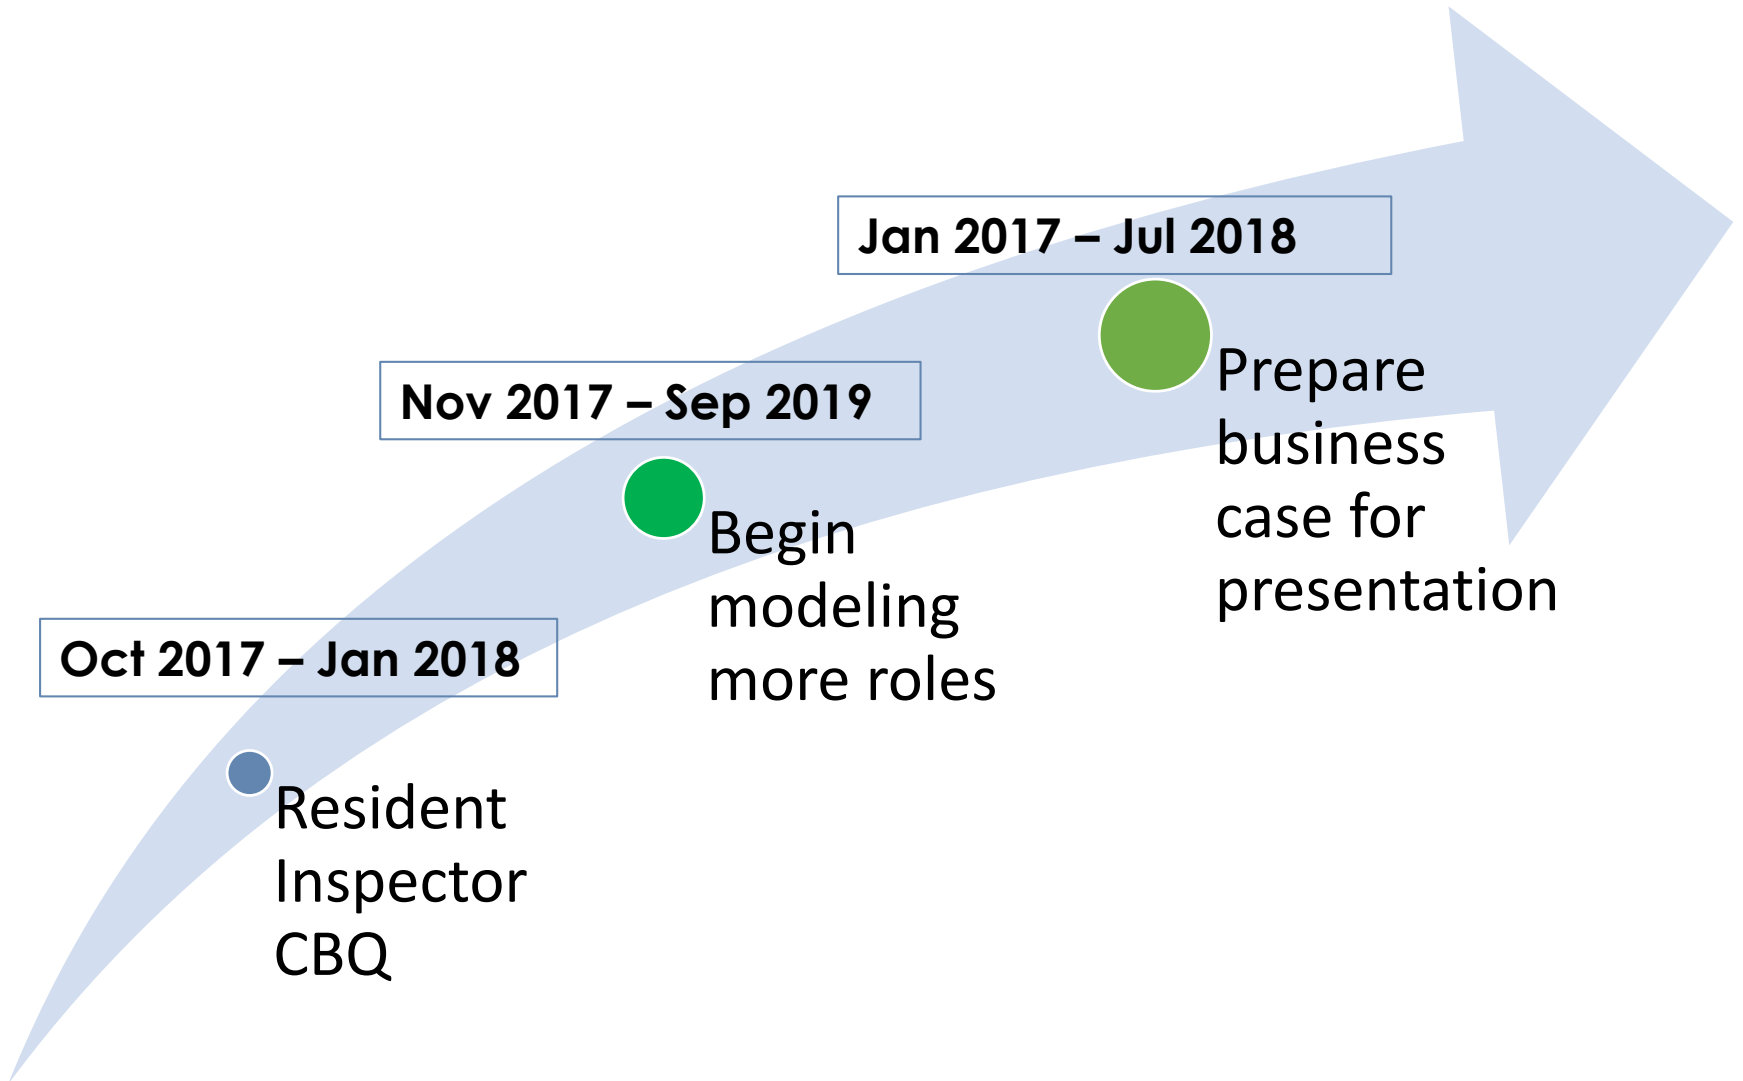 Jan 2017 – Jul 2018
Prepare
business
case for
presentation
Nov 2017 – Sep 2019
Begin
modeling
more roles
Oct 2017 – Jan 2018
Resident
Inspector
CBQ